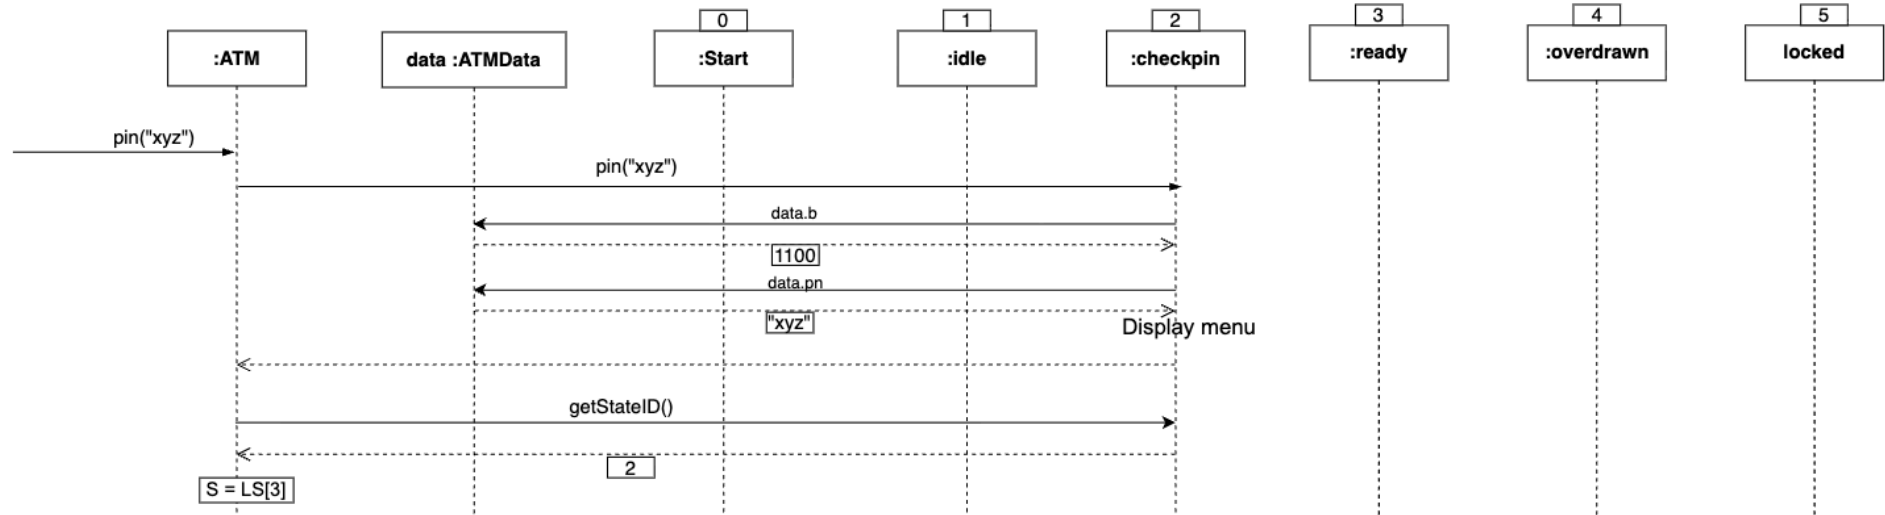 0
1
2
3
4
5
:ATM
data :ATMData
:Start
:idle
:checkpin
:ready
:overdrawn
locked
pin("xyz")
pin("xyz")
data.b
1100
data.pn
"xyz"
Display menu
getStateID()
2
S = LS[3]